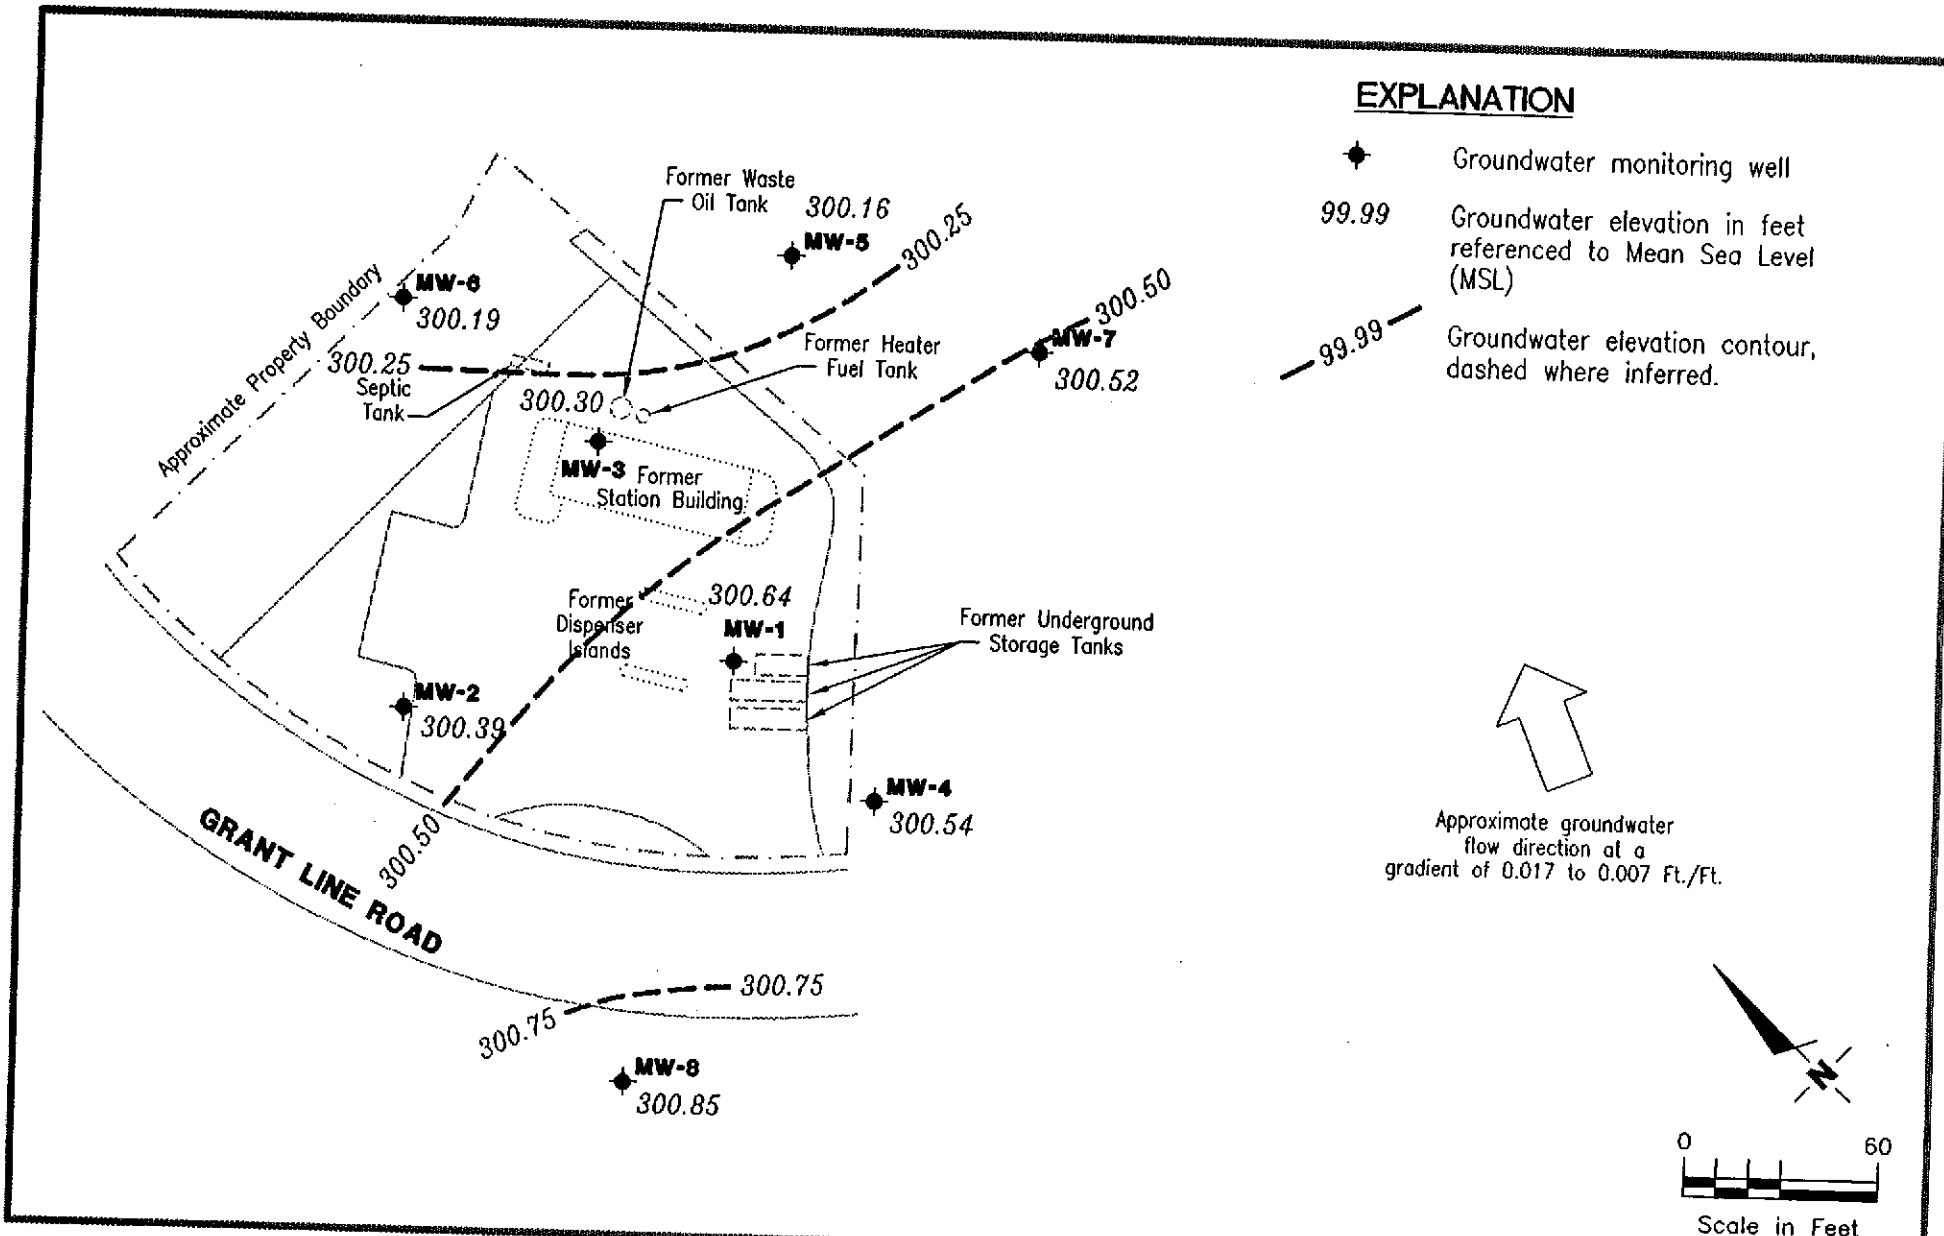 EXPLANATION
Groundwater monitoring well
99.99
Groundwater elevation in feet
referenced to Mean Sea Level
(MSL)
99.99
Groundwater elevation contour,
dashed where inferred.
Former Waste
Oil Tank
300.16
MW-5
300.25
MW-6
300.19
Approximate Property Boundary
300.25
Septic
Tank
300.50
MW-7
300.52
Former Heater
Fuel Tank
300.30
MW-3
Former
Station Building
Former
Dispenser
Islands
300.64
MW-1
Former Underground
Storage Tanks
MW-2
300.39
MW-4
300.54
300.50
GRANT LINE ROAD
300.75
300.75
MW-8
300.85
Approximate groundwater
flow direction at a
gradient of 0.017 to 0.007 Ft./Ft.
N
0 60
Scale in Feet